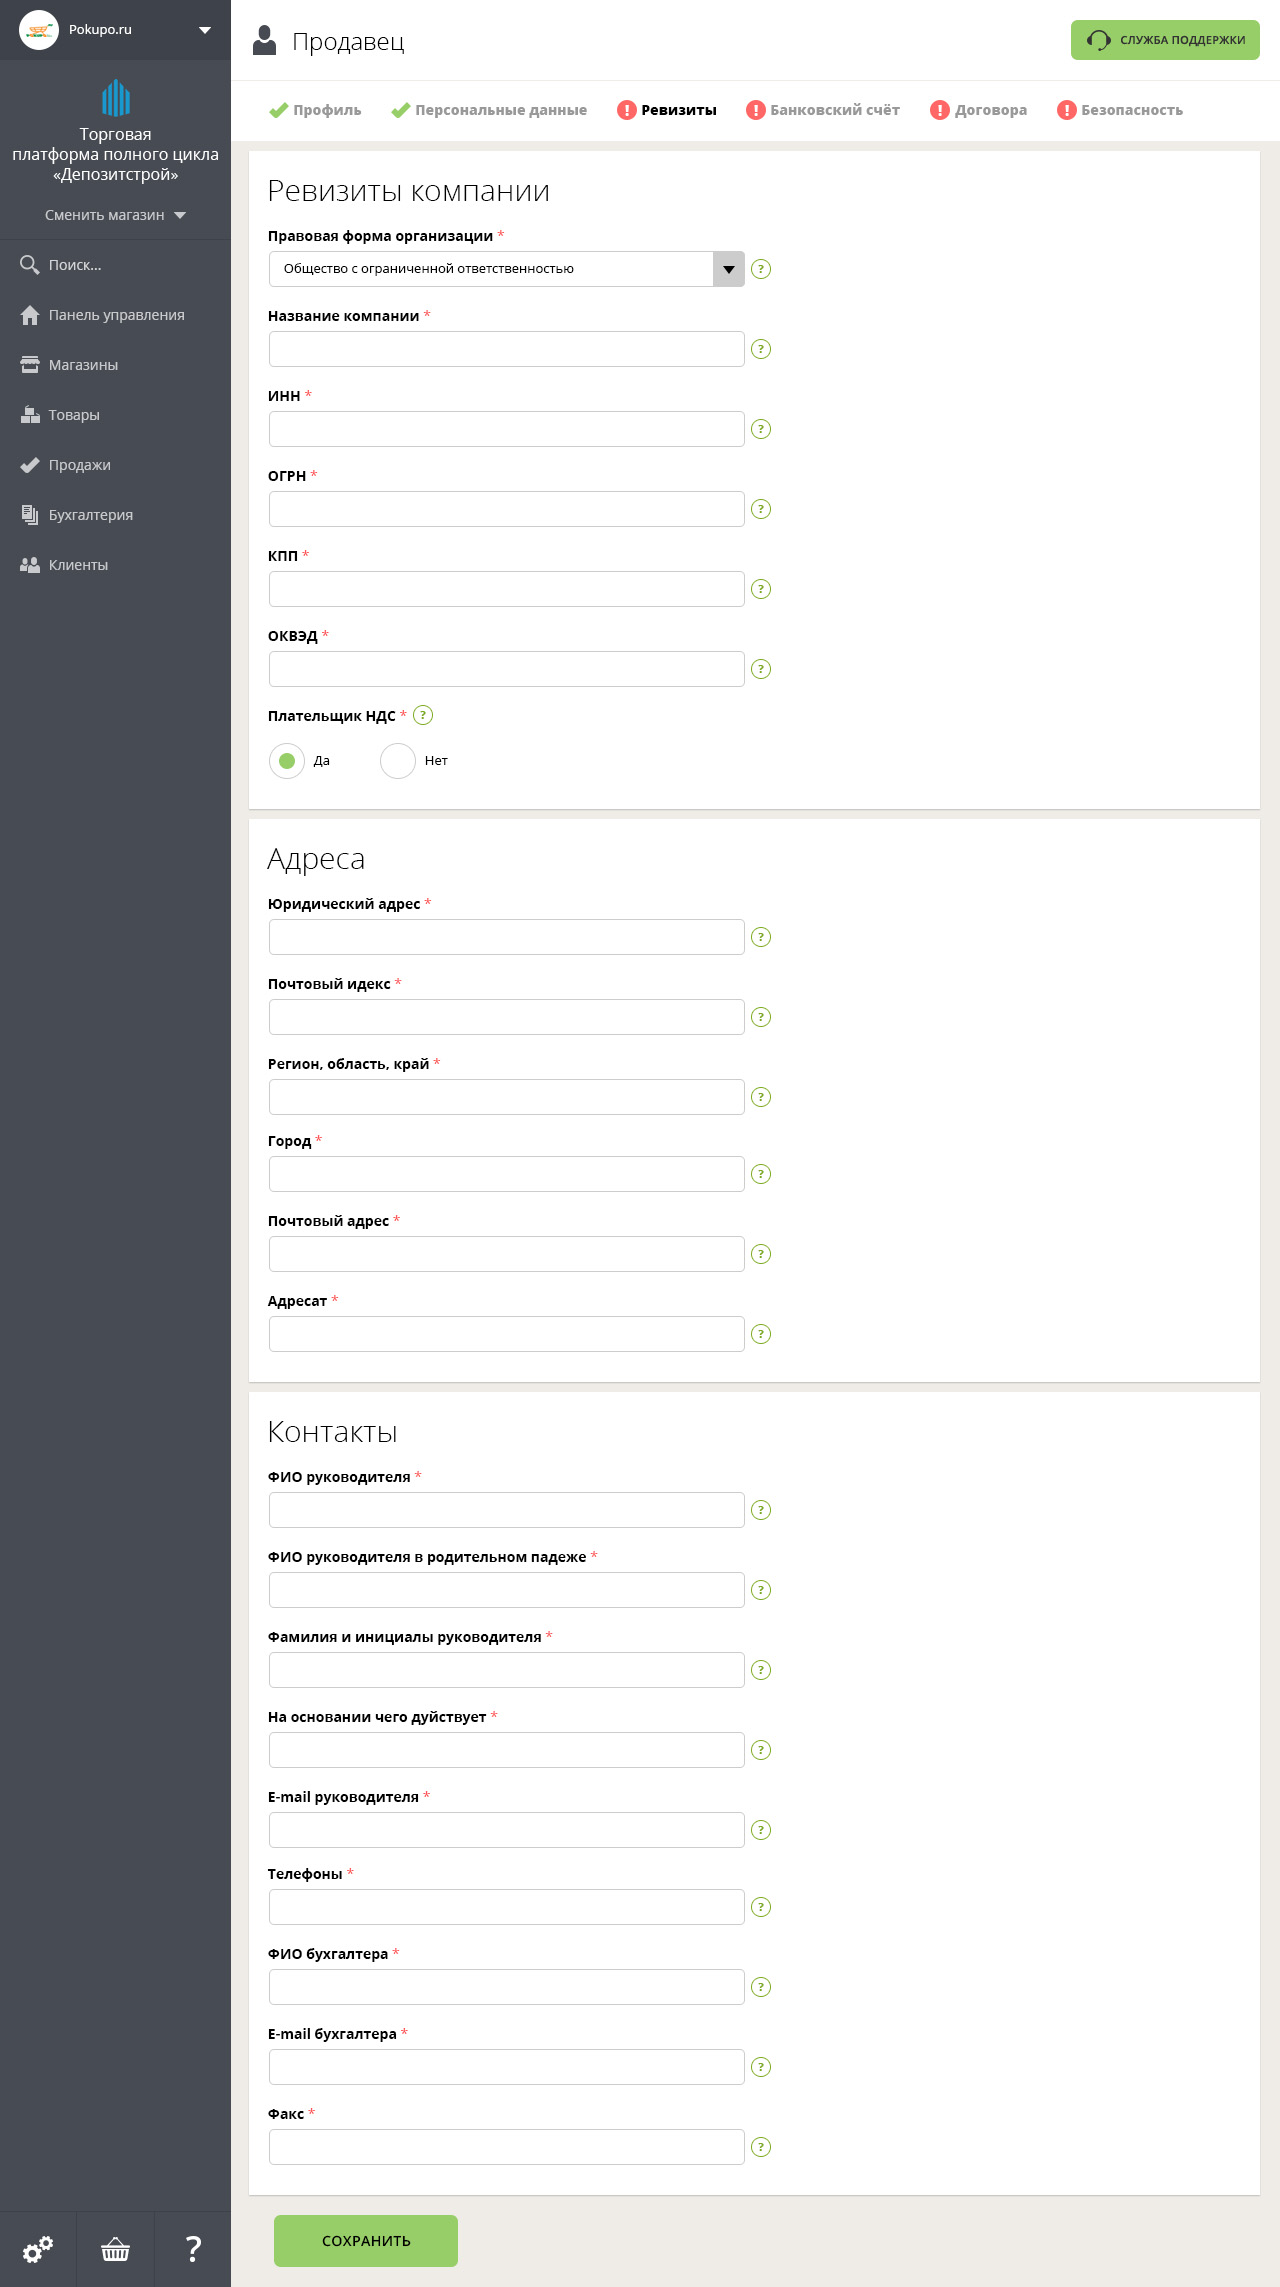 Pokupo.ru
Торговая
платформа полного цикла
«Депозитстрой»
Сменить магазин
Поиск...
Панель управления
Магазины
Товары
Продажи
Бухгалтерия
Клиенты
?
Продавец
СЛУЖБА ПОДДЕРЖКИ
Профиль
Персональные данные
! Ревизиты
! Банковский счёт
! Договора
! Безопасность
Ревизиты компании
Правовая форма организации *
Общество с ограниченной ответственностью ?
Название компании *
?
ИНН *
?
ОГРН *
?
КПП *
?
ОКВЭД *
?
Плательщик НДС * ?
Да Нет
Адреса
Юридический адрес *
?
Почтовый идекс *
?
Регион, область, край *
?
Город *
?
Почтовый адрес *
?
Адресат *
?
Контакты
ФИО руководителя *
?
ФИО руководителя в родительном падеже *
?
Фамилия и инициалы руководителя *
?
На основании чего дуйствует *
?
E-mail руководителя *
?
Телефоны *
?
ФИО бухгалтера *
?
E-mail бухгалтера *
?
Факс *
?
СОХРАНИТЬ